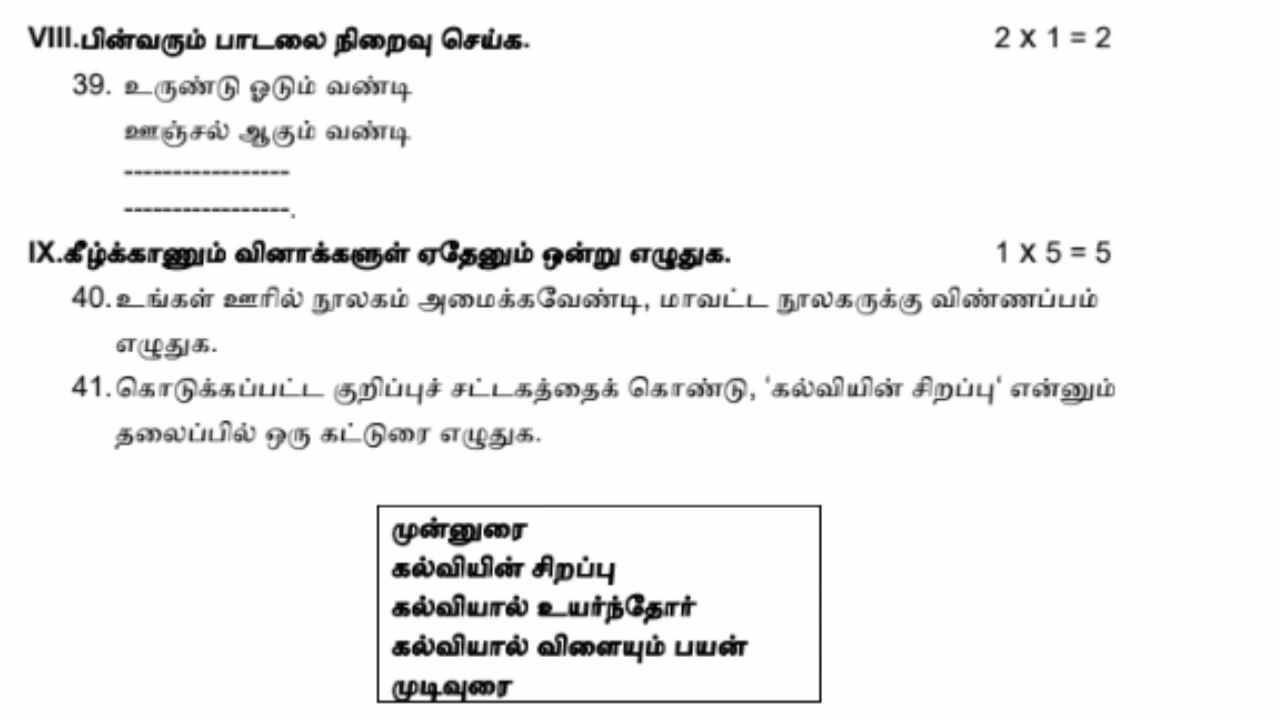 VIII.பின்வரும் பாடலை நிறைவு செய்க. 2 x 1 = 2
39. உருண்டு ஓடும் வண்டி
ஊஞ்சல் ஆகும் வண்டி
-----------------
-----------------.
IX.கீழ்க்காணும் வினாக்களுள் ஏதேனும் ஒன்று எழுதுக. 1 X 5 = 5
40. உங்கள் ஊரில் நூலகம் அமைக்கவேண்டி, மாவட்ட நூலகருக்கு விண்ணப்பம்
எழுதுக.
41. கொடுக்கப்பட்ட குறிப்புச் சட்டகத்தைக் கொண்டு, 'கல்வியின் சிறப்பு' என்னும்
தலைப்பில் ஒரு கட்டுரை எழுதுக.
முன்னுரை
கல்வியின் சிறப்பு
கல்வியால் உயர்ந்தோர்
கல்வியால் விளையும் பயன்
முடிவுரை